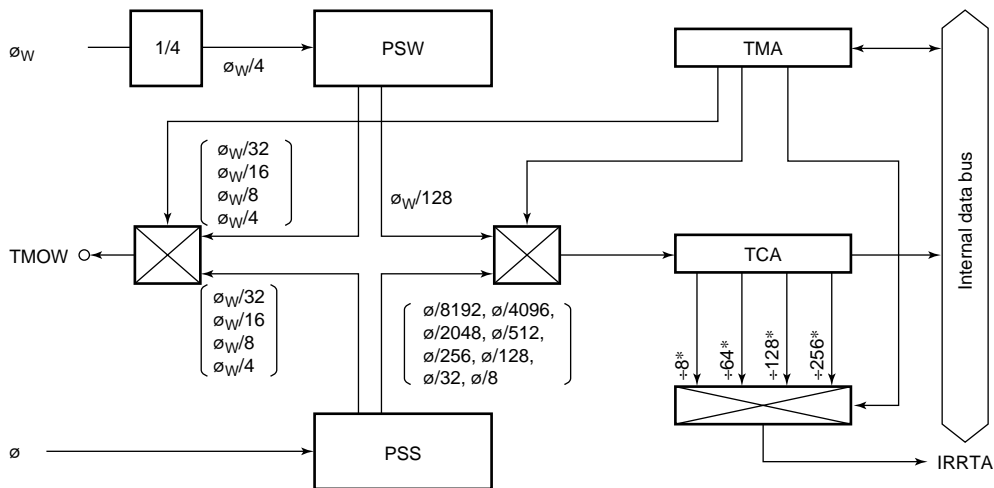 øW
1/4
øW/4
PSW
TMA
øW/32
øW/16
øW/8
øW/4
øW/128
TMOW
TCA
øW/32
øW/16
øW/8
øW/4
ø/8192, ø/4096,
ø/2048, ø/512,
ø/256, ø/128,
ø/32, ø/8
÷8*
÷64*
÷128*
÷256*
Internal data bus
ø
PSS
IRRTA